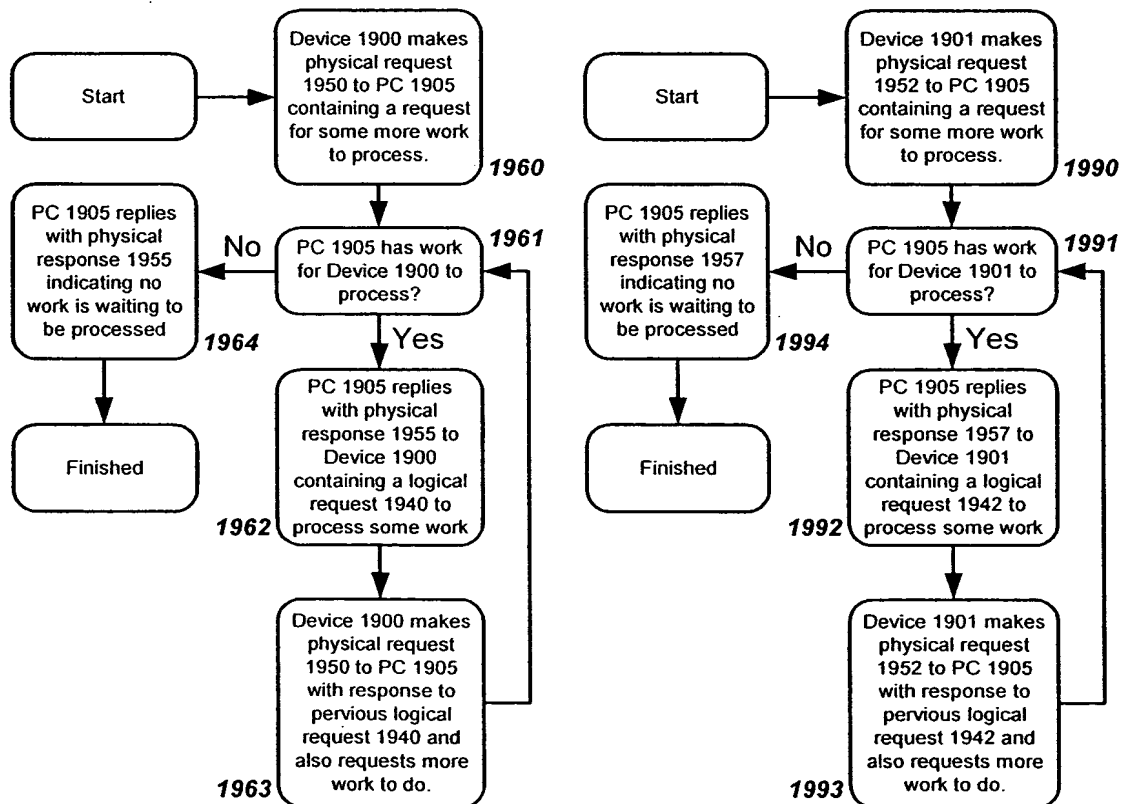 Start
Device 1900 makes
physical request
1950 to PC 1905
containing a request
for some more work
to process.
1960
PC 1905 has work
for Device 1900 to
process?
1961
No
PC 1905 replies
with physical
response 1955
indicating no
work is waiting to
be processed
1964
Finished
Yes
PC 1905 replies
with physical
response 1955 to
Device 1900
containing a logical
request 1940 to
process some work
1962
Device 1900 makes
physical request
1950 to PC 1905
with response to
pervious logical
request 1940 and
also requests more
work to do.
1963
Start
Device 1901 makes
physical request
1952 to PC 1905
containing a request
for some more work
to process.
1990
PC 1905 has work
for Device 1901 to
process?
1991
No
PC 1905 replies
with physical
response 1957
indicating no
work is waiting to
be processed
1994
Finished
Yes
PC 1905 replies
with physical
response 1957 to
Device 1901
containing a logical
request 1942 to
process some work
1992
Device 1901 makes
physical request
1952 to PC 1905
with response to
pervious logical
request 1942 and
also requests more
work to do.
1993